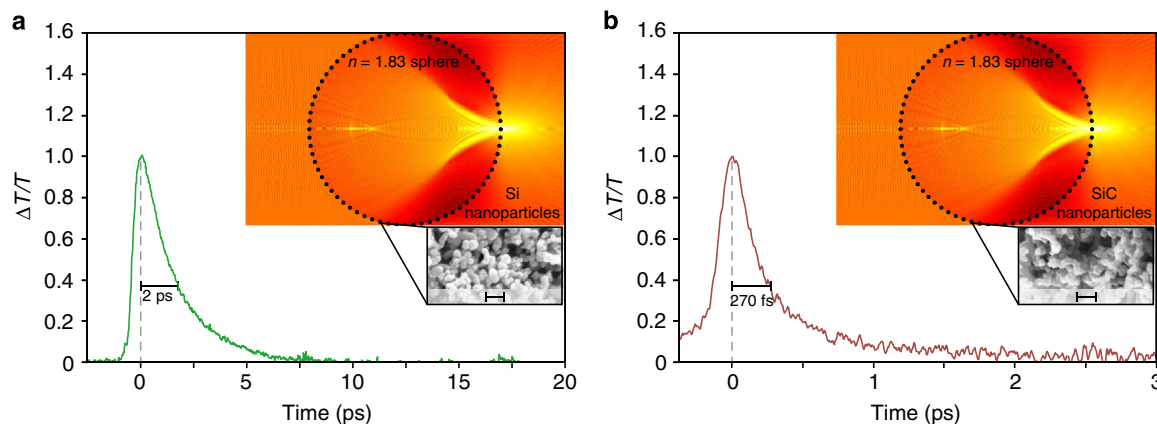 a
1.6
1.4
1.2
1.0
0.8
0.6
0.4
0.2
0
ΔT/T
n = 1.83 sphere
Si
nanoparticles
2 ps
0
5
10
15
20
Time (ps)
b
1.6
1.4
1.2
1.0
0.8
0.6
0.4
0.2
0
ΔT/T
n = 1.83 sphere
SiC
nanoparticles
270 fs
0
1
2
3
Time (ps)